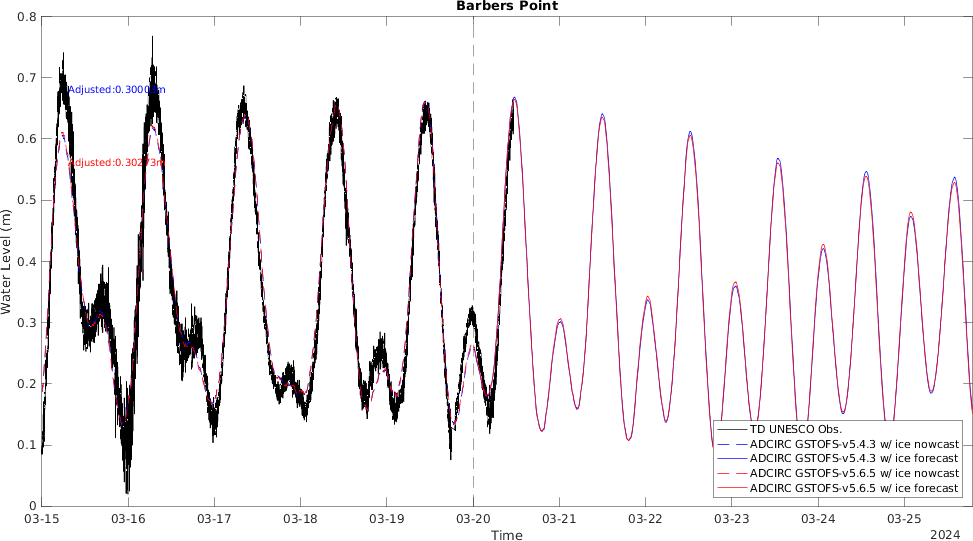 Barbers Point
0.8
0.7
0.6
0.5
0.4
0.3
0.2
0.1
0
Water Level (m)
Adjusted:0.3000 m
Adjusted:0.30273m
TD UNESCO Obs.
ADCIRC GSTOFS-v5.4.3 w/ ice nowcast
ADCIRC GSTOFS-v5.4.3 w/ ice forecast
ADCIRC GSTOFS-v5.6.5 w/ ice nowcast
ADCIRC GSTOFS-v5.6.5 w/ ice forecast
03-15 03-16 03-17 03-18 03-19 03-20 03-21 03-22 03-23 03-24 03-25
Time
2024